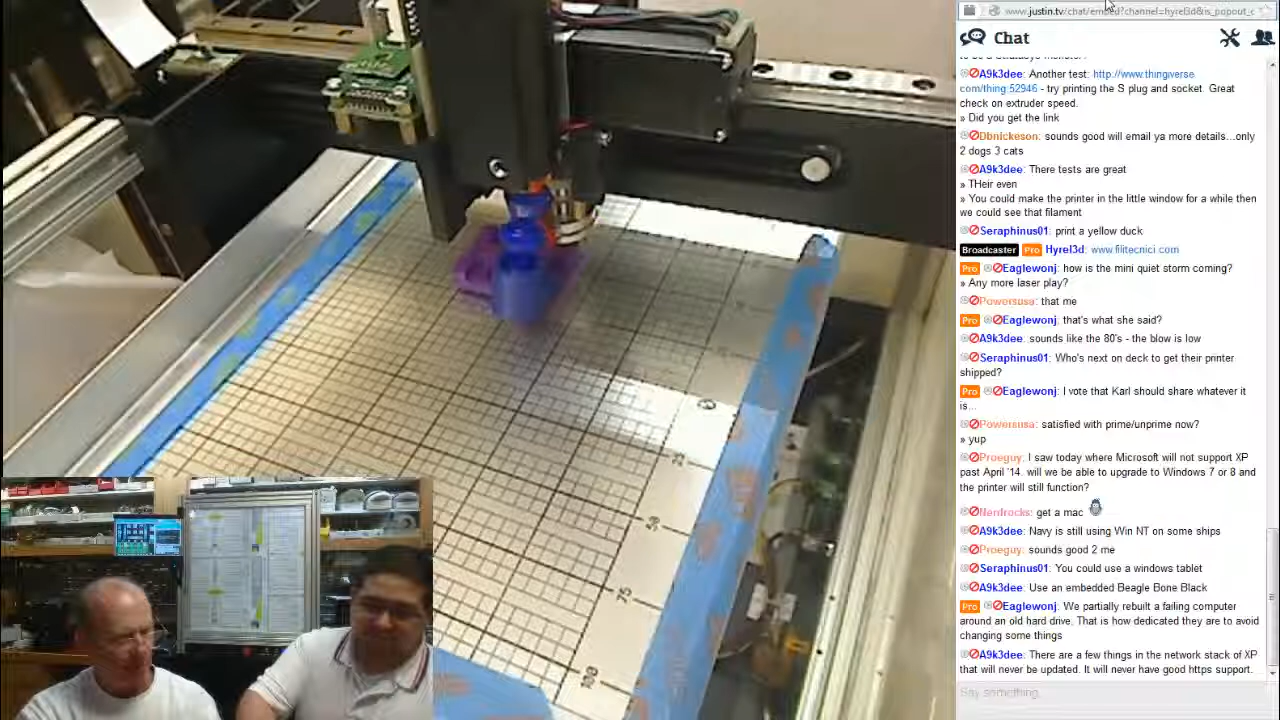 www.justin.tv/chat/embed?channel=hyrel3d&is_popout_c
Chat
A9k3dee: Another test: http://www.thingiverse
com/thing:52946 - try printing the S plug and socket. Great
check on extruder speed.
» Did you get the link
Dbnickeson: sounds good will email ya more details...only
2 dogs 3 cats
A9k3dee: There tests are great
» THeir even
» You could make the printer in the little window for a while then
we could see that filament
Seraphinus01: print a yellow duck
Broadcaster Pro Hyrel3d: www.filitecnici.com
Pro Eaglewonj: how is the mini quiet storm coming?
» Any more laser play?
Powersusa: that me
Pro Eaglewonj: that's what she said?
A9k3dee: sounds like the 80's - the blow is low
Seraphinus01: Who's next on deck to get their printer
shipped?
Pro Eaglewonj: I vote that Karl should share whatever it
is...
Powersusa: satisfied with prime/unprime now?
» yup
Proeguy: I saw today where Microsoft will not support XP
past April '14. will we be able to upgrade to Windows 7 or 8 and
the printer will still function?
Nerdrocks: get a mac
A9k3dee: Navy is still using Win NT on some ships
Proeguy: sounds good 2 me
Seraphinus01: You could use a windows tablet
A9k3dee: Use an embedded Beagle Bone Black
Pro Eaglewonj: We partially rebuilt a failing computer
around an old hard drive. That is how dedicated they are to avoid
changing some things
A9k3dee: There are a few things in the network stack of XP
that will never be updated. It will never have good https support.
Say something.
0
25
50
75
100